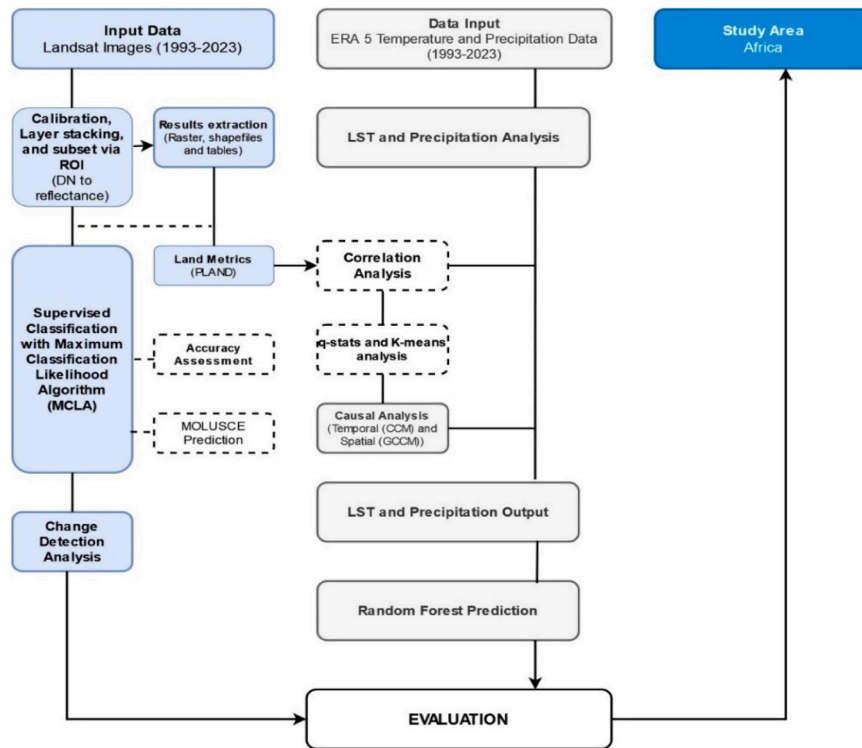 Input Data
Landsat Images (1993-2023)
Data Input
ERA 5 Temperature and Precipitation Data
(1993-2023)
Study Area
Africa
Calibration,
Layer stacking,
and subset via
ROI
(DN to
reflectance)
Results extraction
(Raster, shapefiles
and tables)
LST and Precipitation Analysis
Land Metrics
(PLAND)
Correlation
Analysis
Supervised
Classification
with Maximum
Classification
Likelihood
Algorithm
(MCLA)
Accuracy
Assessment
q-stats and K-means
analysis
MOLUSCE
Prediction
Causal Analysis
(Temporal (CCM) and
Spatial (GCCM))
LST and Precipitation Output
Change
Detection
Analysis
Random Forest Prediction
EVALUATION